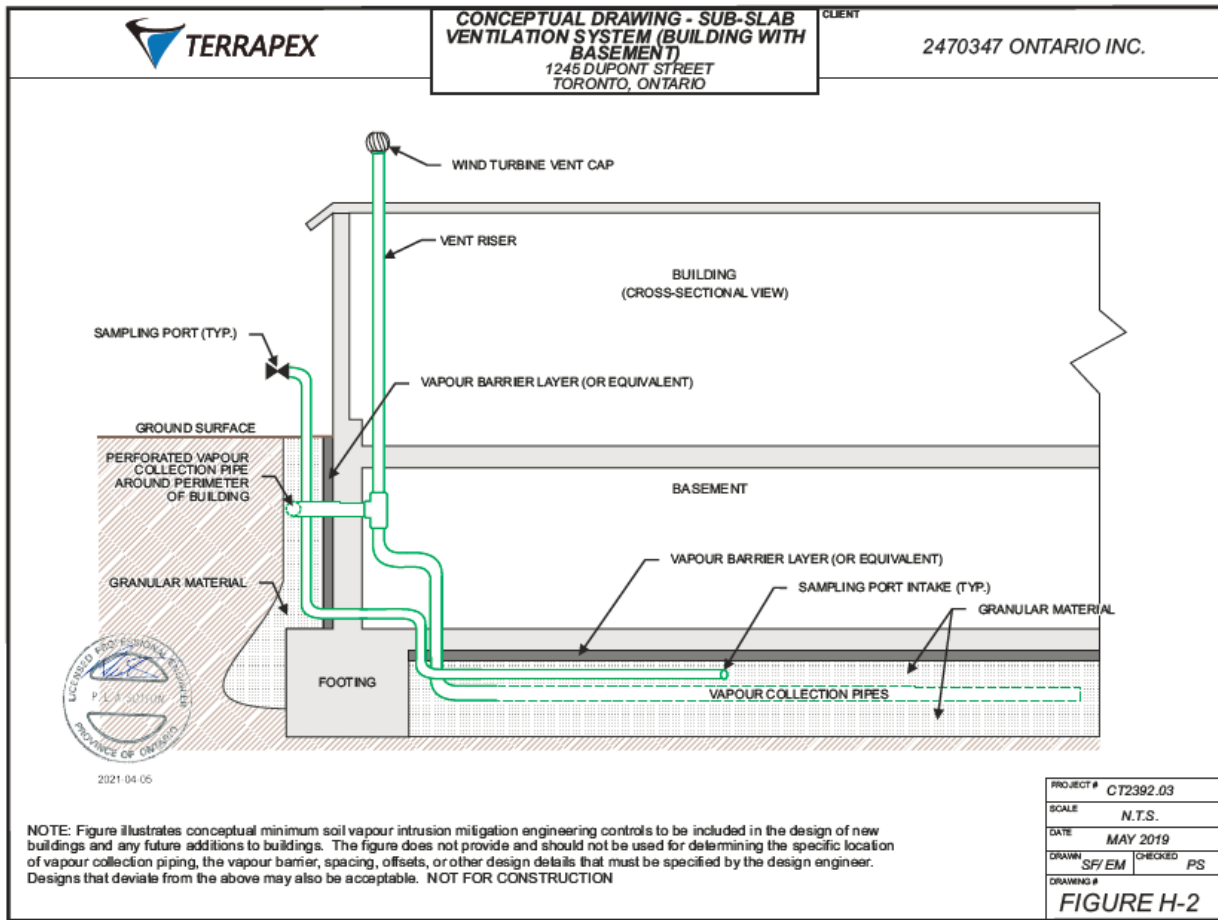 TERRAPEX
CONCEPTUAL DRAWING - SUB-SLAB
VENTILATION SYSTEM (BUILDING WITH
BASEMENT)
1245 DUPONT STREET
TORONTO, ONTARIO
CLIENT
2470347 ONTARIO INC.
WIND TURBINE VENT CAP
VENT RISER
BUILDING
(CROSS-SECTIONAL VIEW)
SAMPLING PORT (TYP.)
VAPOUR BARRIER LAYER (OR EQUIVALENT)
GROUND SURFACE
PERFORATED VAPOUR
COLLECTION PIPE
AROUND PERIMETER
OF BUILDING
BASEMENT
VAPOUR BARRIER LAYER (OR EQUIVALENT)
GRANULAR MATERIAL
SAMPLING PORT INTAKE (TYP.)
GRANULAR MATERIAL
FOOTING
VAPOUR COLLECTION PIPES
LICENSED PROFESSIONAL ENGINEER
PROVINCE OF ONTARIO
2021-04-05
NOTE: Figure illustrates conceptual minimum soil vapour intrusion mitigation engineering controls to be included in the design of new
buildings and any future additions to buildings. The figure does not provide and should not be used for determining the specific location
of vapour collection piping, the vapour barrier, spacing, offsets, or other design details that must be specified by the design engineer.
Designs that deviate from the above may also be acceptable. NOT FOR CONSTRUCTION
PROJECT # CT2392.03
SCALE N.T.S.
DATE MAY 2019
DRAWN SF/ EM CHECKED PS
DRAWING #
FIGURE H-2